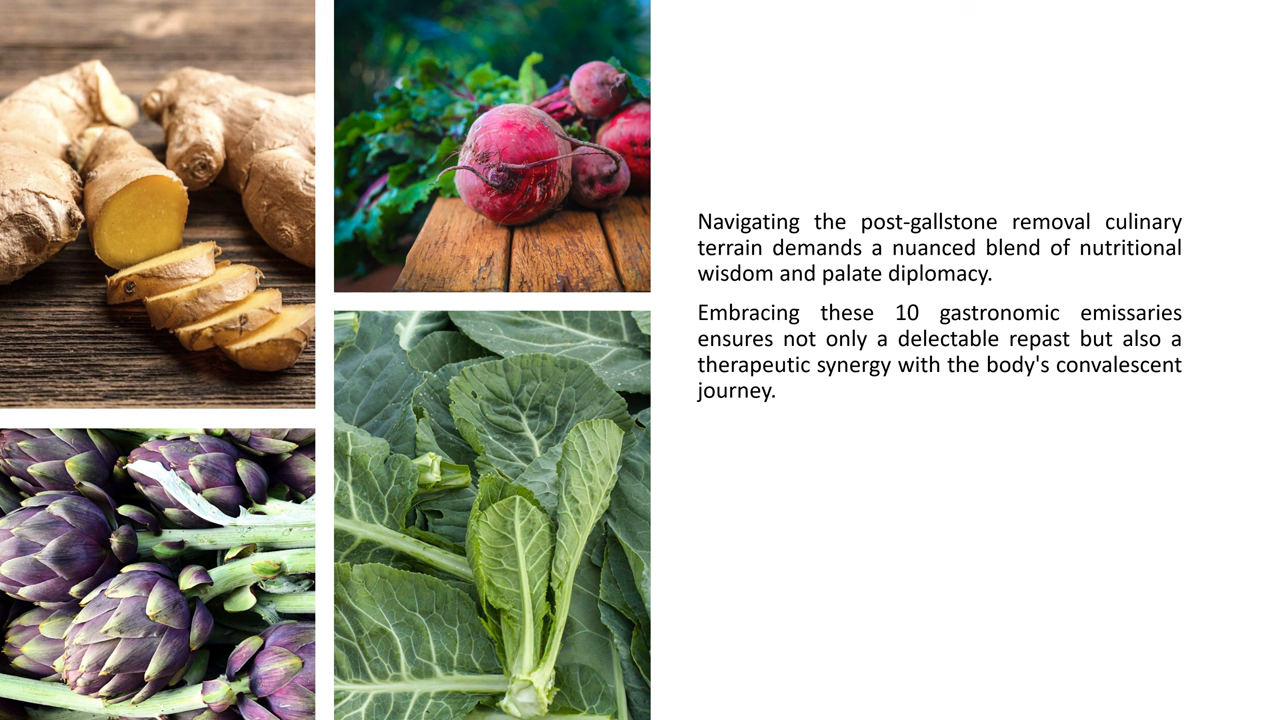 Navigating the post-gallstone removal culinary
terrain demands a nuanced blend of nutritional
wisdom and palate diplomacy.
Embracing these 10 gastronomic emissaries
ensures not only a delectable repast but also a
therapeutic synergy with the body's convalescent
journey.